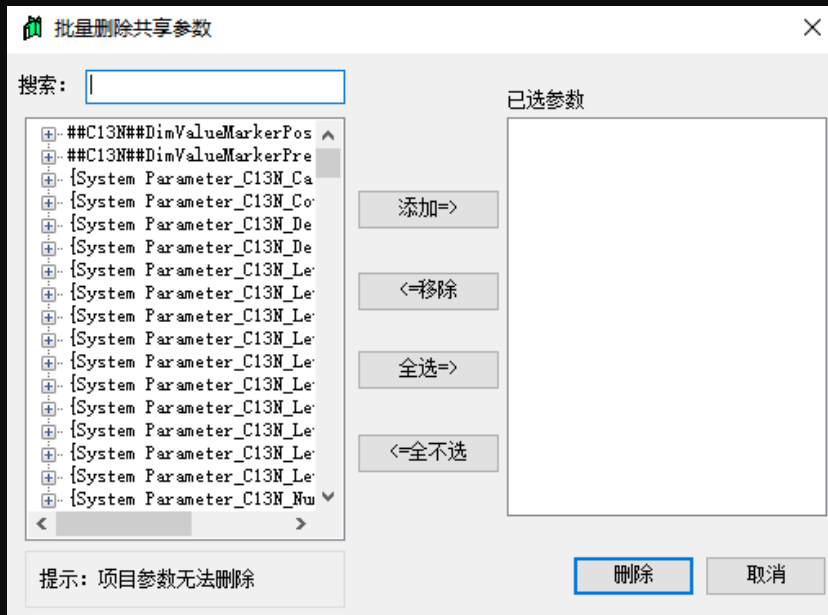 批量删除共享参数
搜索：
##C13N##DimValueMarkerPos
##C13N##DimValueMarkerPre
{System Parameter_C13N_Ca
{System Parameter_C13N_Co
{System Parameter_C13N_De
{System Parameter_C13N_De
{System Parameter_C13N_Le
{System Parameter_C13N_Le
{System Parameter_C13N_Le
{System Parameter_C13N_Le
{System Parameter_C13N_Le
{System Parameter_C13N_Le
{System Parameter_C13N_Le
{System Parameter_C13N_Le
{System Parameter_C13N_Le
{System Parameter_C13N_Le
{System Parameter_C13N_Nu
添加=>
<=移除
全选=>
<=全不选
已选参数
提示：项目参数无法删除
删除
取消